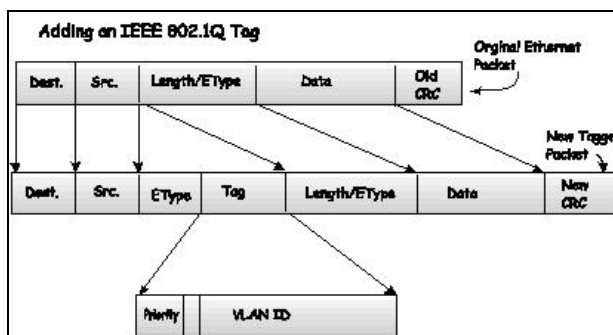 Adding an IEEE 802.1Q Tag
Orginal Ethernet
Packet
Dest. Src. Length/EType Data Old
CRC
New Tagge
Packet
Dest. Src. EType Tag Length/EType Data New
CRC
Priority VLAN ID